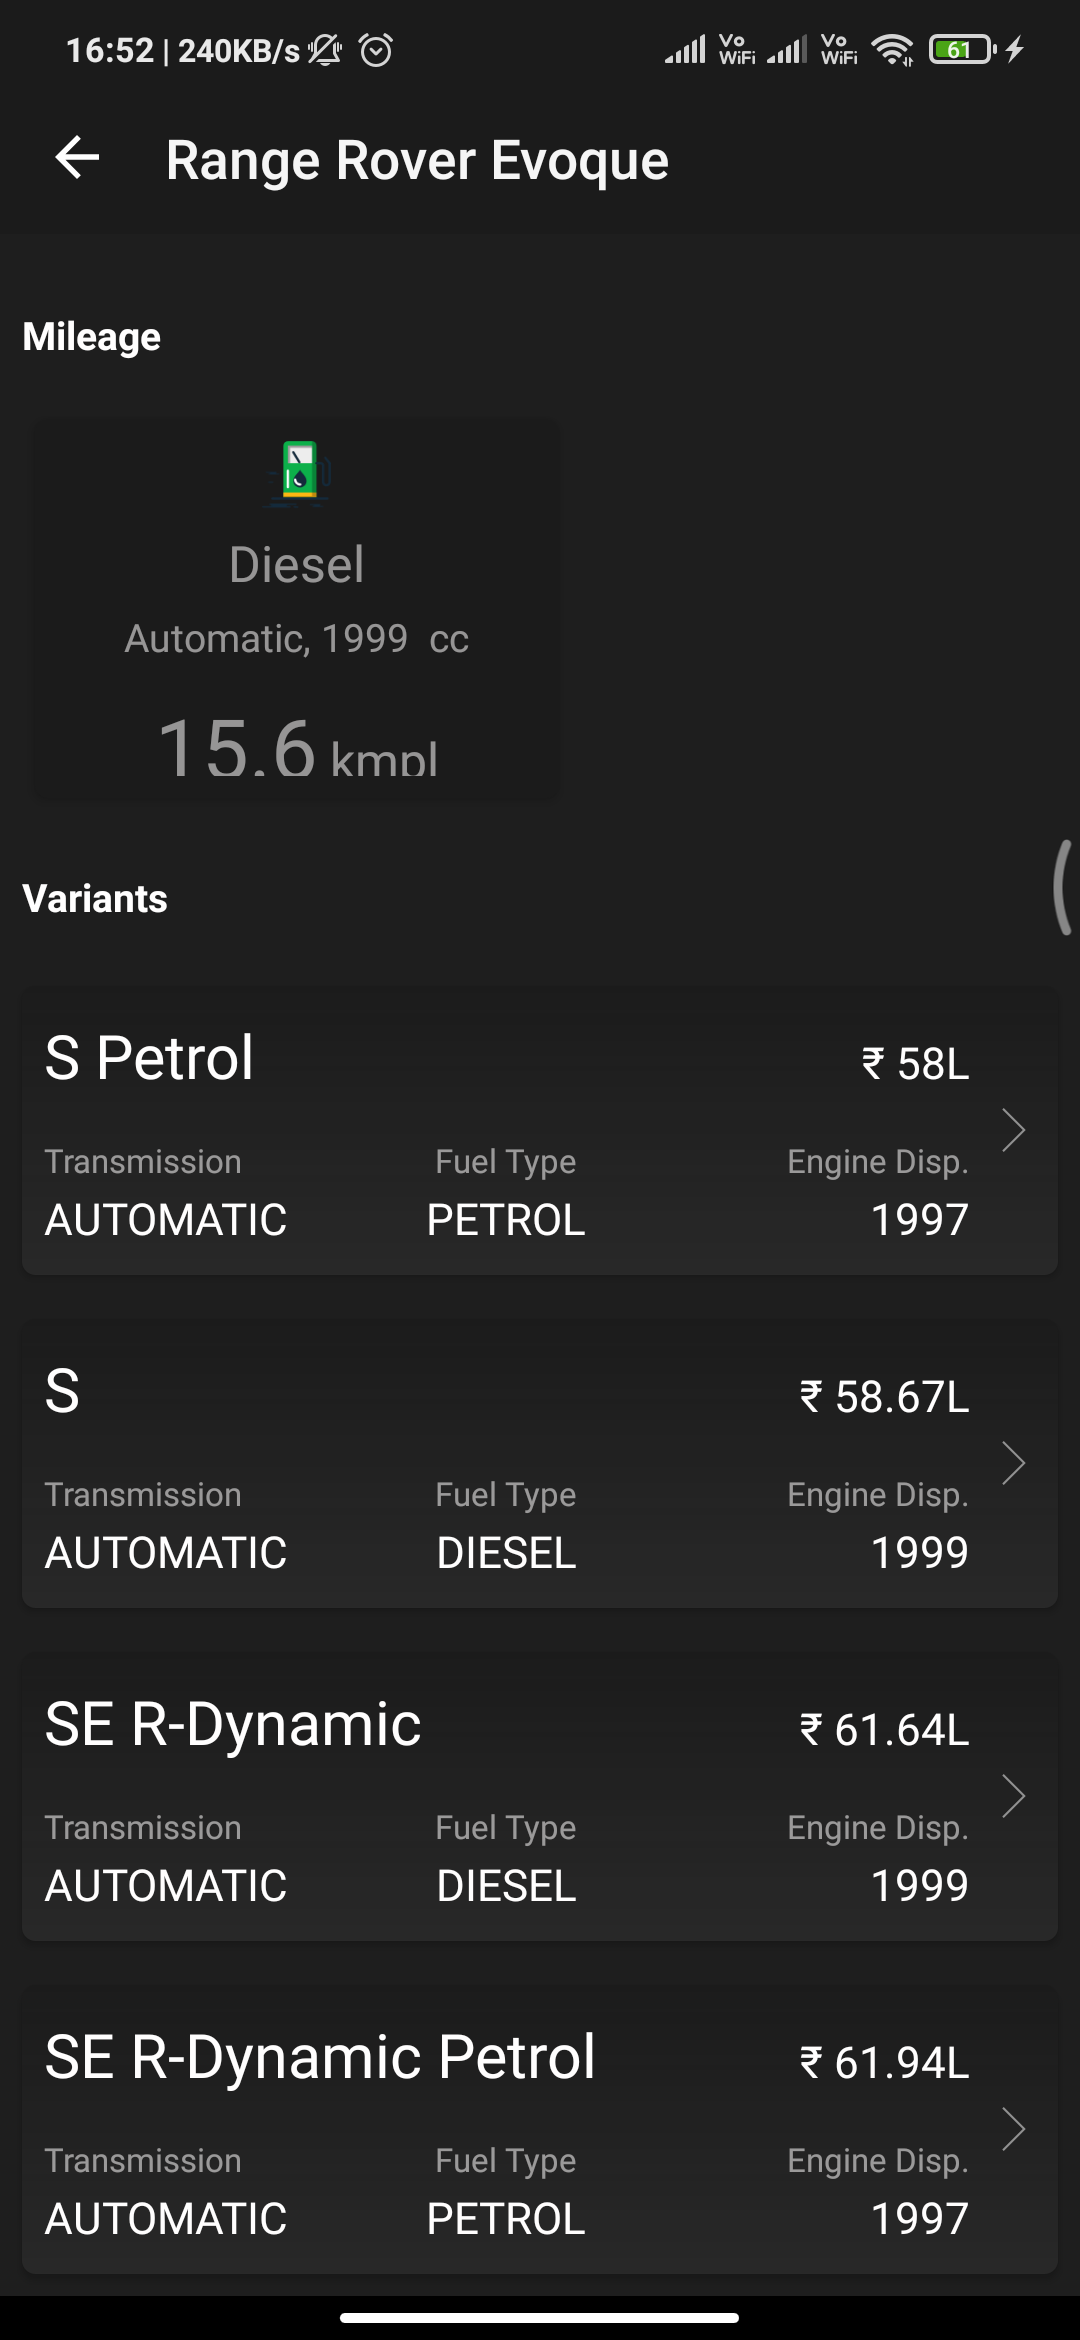 16:52 | 240KB/s Vo WiFi Vo WiFi 61
Range Rover Evoque
Mileage
Diesel
Automatic, 1999 cc
15.6 kmpl
Variants
S Petrol ₹ 58L
Transmission Fuel Type Engine Disp.
AUTOMATIC PETROL 1997
S ₹ 58.67L
Transmission Fuel Type Engine Disp.
AUTOMATIC DIESEL 1999
SE R-Dynamic ₹ 61.64L
Transmission Fuel Type Engine Disp.
AUTOMATIC DIESEL 1999
SE R-Dynamic Petrol ₹ 61.94L
Transmission Fuel Type Engine Disp.
AUTOMATIC PETROL 1997